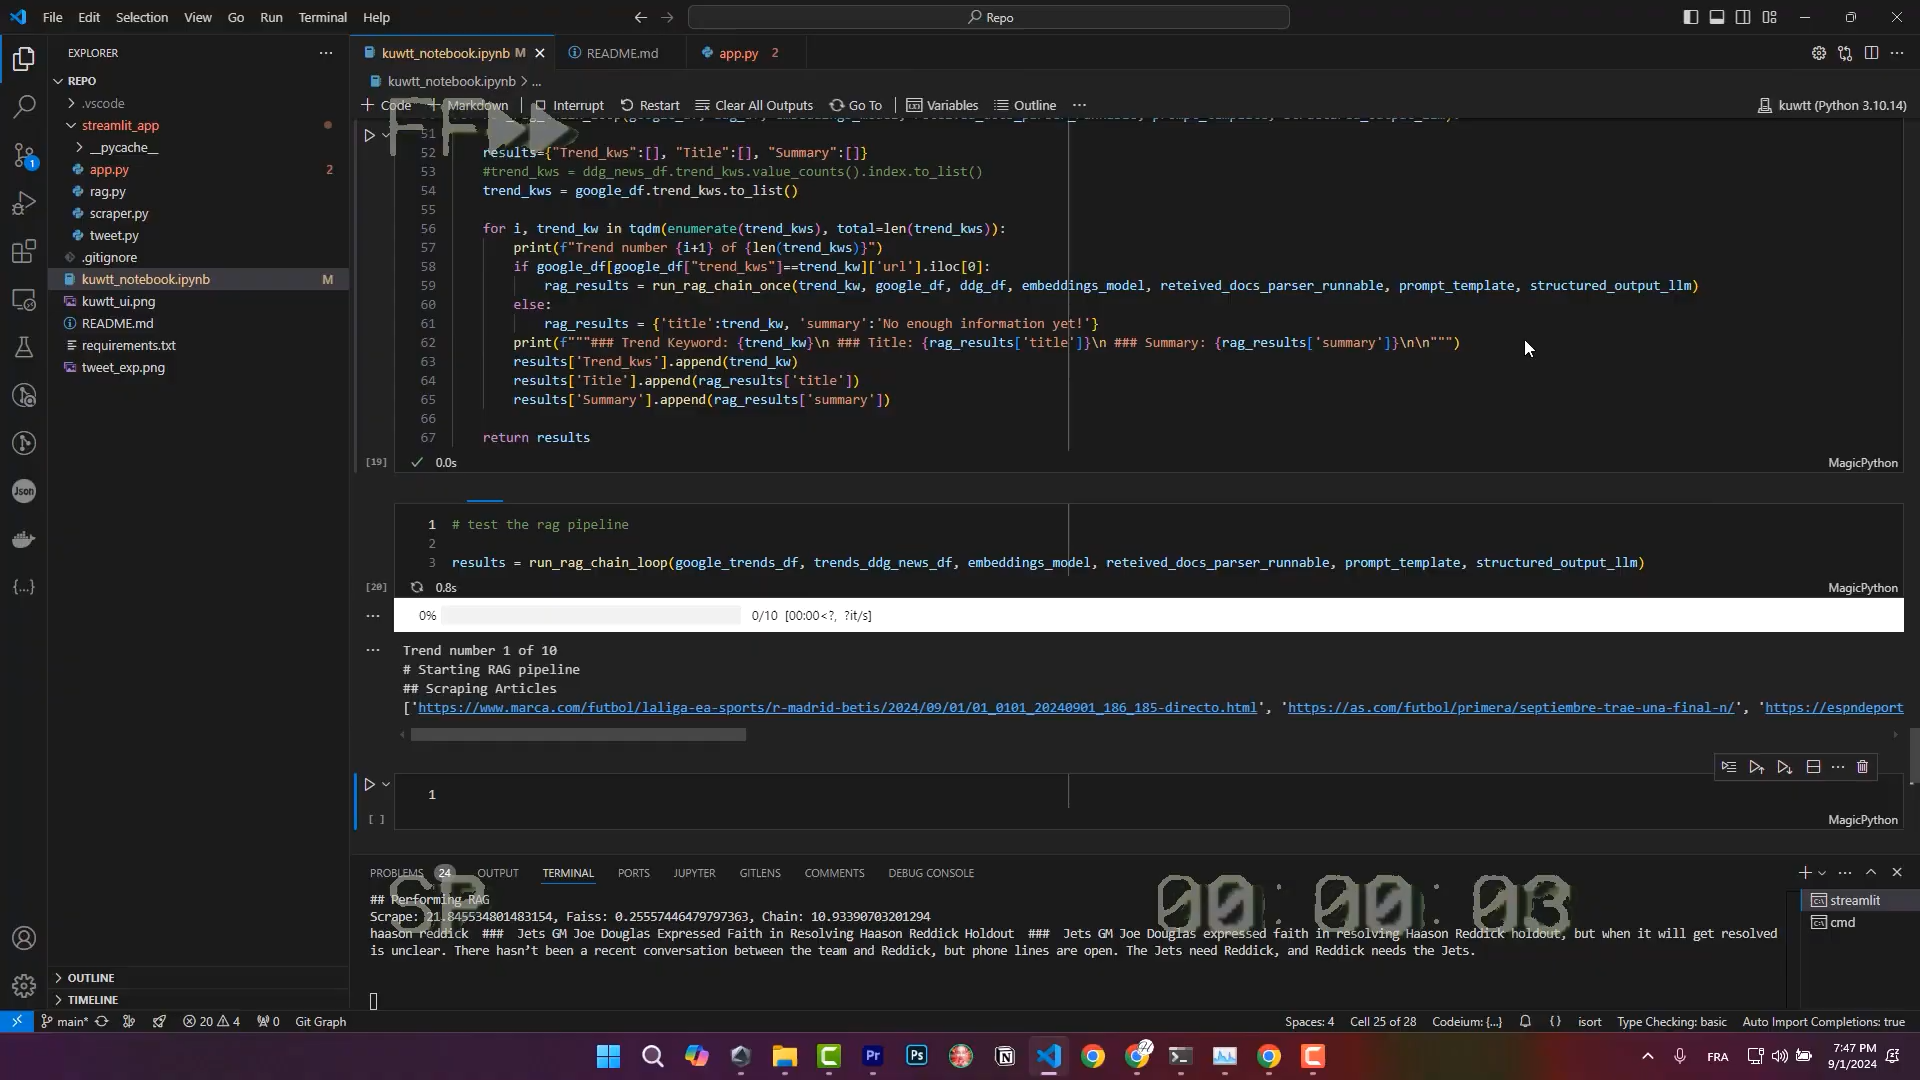 File Edit Selection View Go Run Terminal Help
Repo
EXPLORER
kuwtt_notebook.ipynb M
README.md
app.py 2
REPO
kuwtt_notebook.ipynb > ...
.vscode
Code Markdown Interrupt Restart Clear All Outputs Go To Variables Outline ...
kuwtt (Python 3.10.14)
streamlit_app
FF
51
__pycache__
52 results={"Trend_kws":[], "Title":[], "Summary":[]}
app.py 2
53 #trend_kws = ddg_news_df.trend_kws.value_counts().index.to_list()
rag.py
54 trend_kws = google_df.trend_kws.to_list()
scraper.py
55
tweet.py
56 for i, trend_kw in tqdm(enumerate(trend_kws), total=len(trend_kws)):
.gitignore
57 print(f"Trend number {i+1} of {len(trend_kws)}")
kuwtt_notebook.ipynb M
58 if google_df[google_df["trend_kws"]==trend_kw]['url'].iloc[0]:
kuwtt_ui.png
59 rag_results = run_rag_chain_once(trend_kw, google_df, ddg_df, embeddings_model, reteived_docs_parser_runnable, prompt_template, structured_output_llm)
README.md
60 else:
requirements.txt
61 rag_results = {'title':trend_kw, 'summary':'No enough information yet!'}
tweet_exp.png
62 print(f"""### Trend Keyword: {trend_kw}\n ### Title: {rag_results['title']}\n ### Summary: {rag_results['summary']}\n\n""")
63 results['Trend_kws'].append(trend_kw)
64 results['Title'].append(rag_results['title'])
65 results['Summary'].append(rag_results['summary'])
66
67 return results
[19] 0.0s MagicPython
Json
1 # test the rag pipeline
2
3 results = run_rag_chain_loop(google_trends_df, trends_ddg_news_df, embeddings_model, reteived_docs_parser_runnable, prompt_template, structured_output_llm)
[20] 0.8s MagicPython
0% 0/10 [00:00<?, ?it/s]
Trend number 1 of 10
# Starting RAG pipeline
## Scraping Articles
['https://www.marca.com/futbol/laliga-ea-sports/r-madrid-betis/2024/09/01/01_0101_20240901_186_185-directo.html', 'https://as.com/futbol/primera/septiembre-trae-una-final-n/', 'https://espndeport
1
[ ] MagicPython
PROBLEMS 24 OUTPUT TERMINAL PORTS JUPYTER GITLENS COMMENTS DEBUG CONSOLE
SP 00:00:03
## Performing RAG
Scrape: 21.845534801483154, Faiss: 0.25557446479797363, Chain: 10.93390703201294
haason reddick ### Jets GM Joe Douglas Expressed Faith in Resolving Haason Reddick Holdout ### Jets GM Joe Douglas expressed faith in resolving Haason Reddick holdout, but when it will get resolved
is unclear. There hasn't been a recent conversation between the team and Reddick, but phone lines are open. The Jets need Reddick, and Reddick needs the Jets.
streamlit
cmd
OUTLINE
TIMELINE
main* 20 4 0 Git Graph
Spaces: 4 Cell 25 of 28 Codeium: {...} {} isort Type Checking: basic Auto Import Completions: true
FRA
7:47 PM
9/1/2024